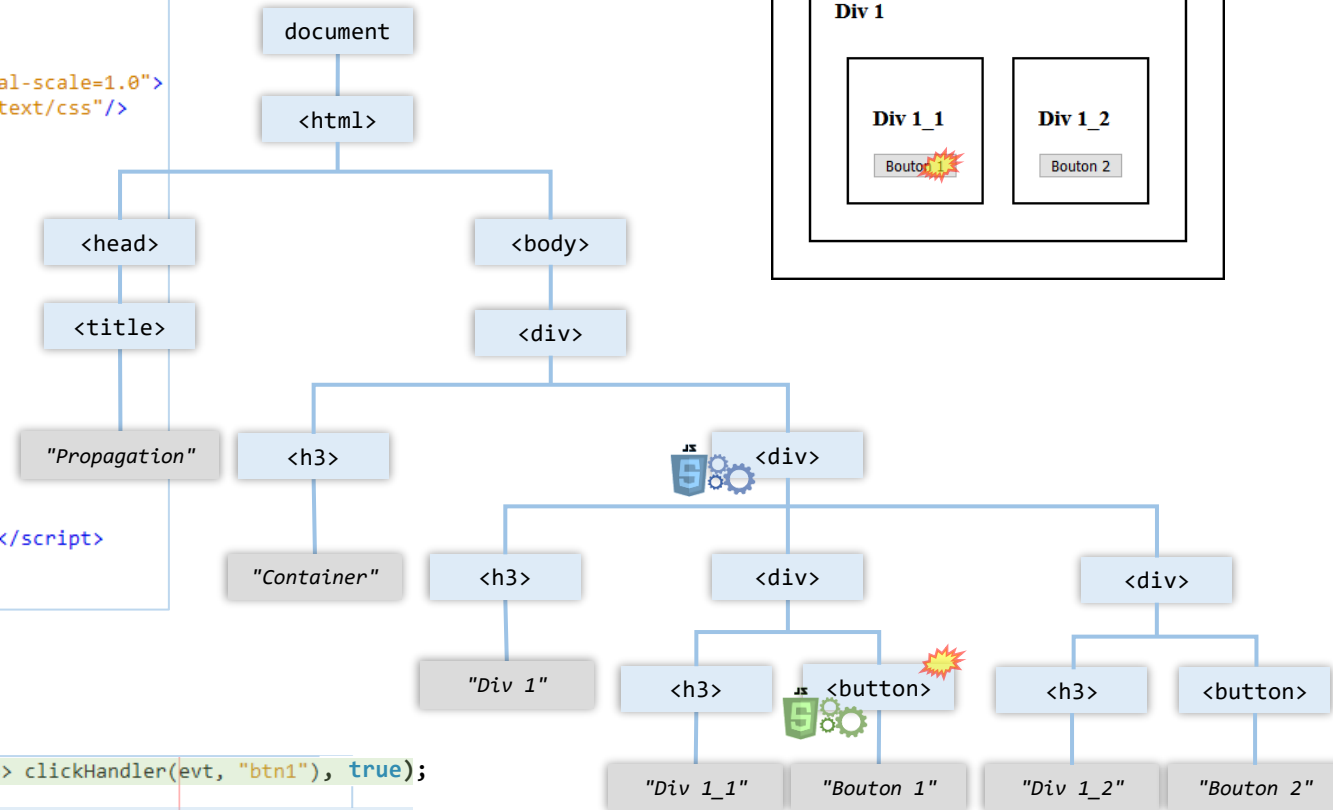 al-scale=1.0">
text/css"/>
</script>
> clickHandler(evt, "btn1"), true);
document
<html>
<head>
<body>
<title>
<div>
"Propagation"
<h3>
JS
<div>
"Container"
<h3>
<div>
<div>
"Div 1"
<h3>
JS
<button>
<h3>
<button>
"Div 1_1"
"Bouton 1"
"Div 1_2"
"Bouton 2"
Div 1
Div 1_1
Div 1_2
Bouton 1
Bouton 2